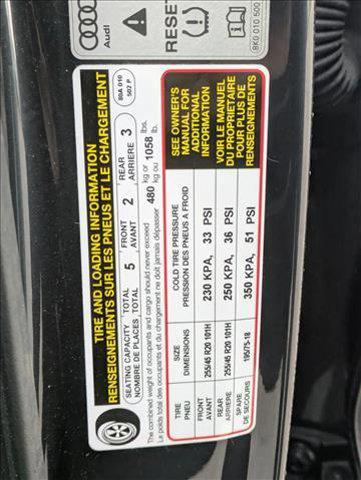 RESET
8K0 010 500
TIRE AND LOADING INFORMATION
RENSEIGNEMENTS SUR LES PNEUS ET LE CHARGEMENT
80A 010
502 P
SEATING CAPACITY TOTAL 5 FRONT 2 REAR 3
NOMBRE DE PLACES TOTAL AVANT ARRIERE
The combined weight of occupants and cargo should never exceed 480 kg or 1058 lbs.
Le poids total des occupants et du chargement ne doit jamais dépasser kg ou lb.
TIRE SIZE COLD TIRE PRESSURE
PNEU DIMENSIONS PRESSION DES PNEUS A FROID
FRONT 255/45 R20 101H 230 KPA, 33 PSI
AVANT
REAR 255/45 R20 101H 250 KPA, 36 PSI
ARRIERE
SPARE 195/75-18 350 KPA, 51 PSI
DE SECOURS
SEE OWNER'S
MANUAL FOR
ADDITIONAL
INFORMATION
VOIR LE MANUEL
DU PROPRIETAIRE
POUR PLUS DE
RENSEIGNEMENTS